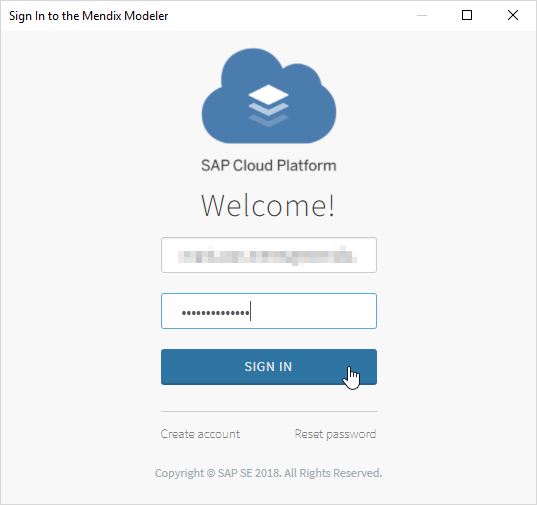 Sign In to the Mendix Modeler
SAP Cloud Platform
Welcome!
••••••••••••••
SIGN IN
Create account Reset password
Copyright © SAP SE 2018. All Rights Reserved.